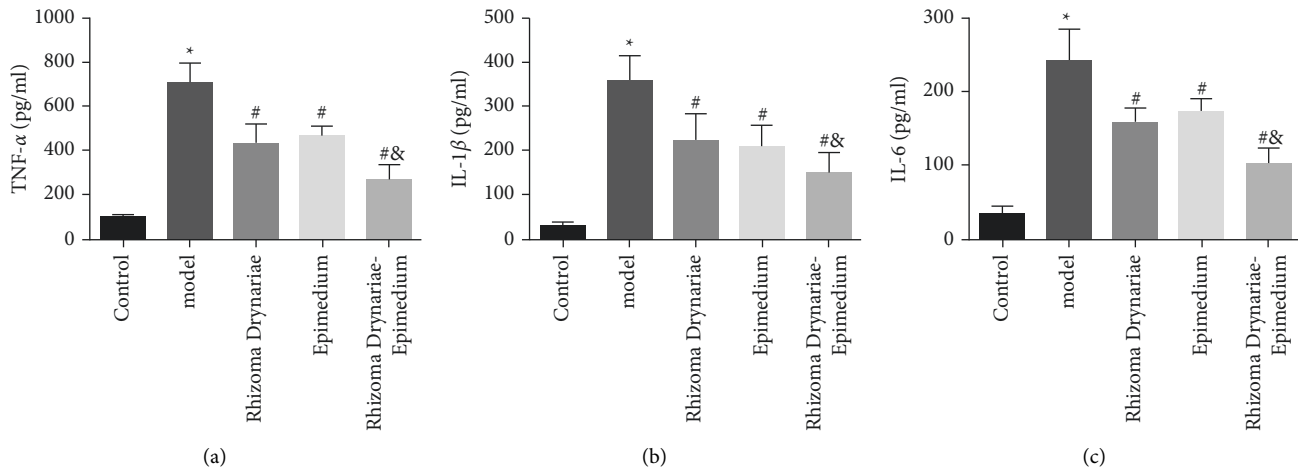 1000
800
600
400
200
0
TNF-α (pg/ml)
*
#
#
#&
Control
model
Rhizoma Drynariae
Epimedium
Rhizoma Drynariae-
Epimedium
(a)
500
400
300
200
100
0
IL-1β (pg/ml)
*
#
#
#&
Control
model
Rhizoma Drynariae
Epimedium
Rhizoma Drynariae-
Epimedium
(b)
300
200
100
0
IL-6 (pg/ml)
*
#
#
#&
Control
model
Rhizoma Drynariae
Epimedium
Rhizoma Drynariae-
Epimedium
(c)